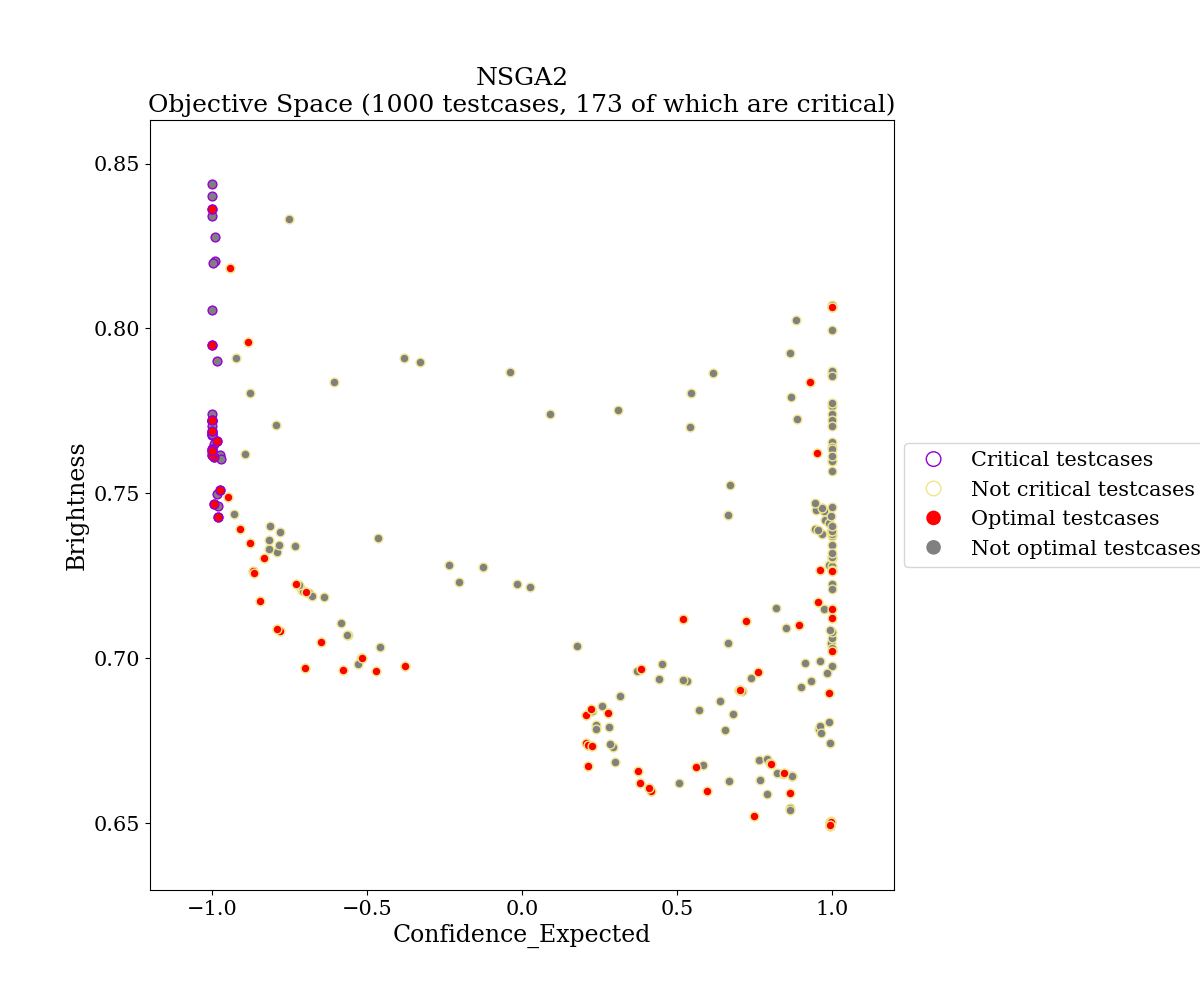 NSGA2
Objective Space (1000 testcases, 173 of which are critical)
0.85
0.80
0.75
0.70
0.65
Brightness
−1.0
−0.5
0.0
0.5
1.0
Confidence_Expected
Critical testcases
Not critical testcases
Optimal testcases
Not optimal testcases